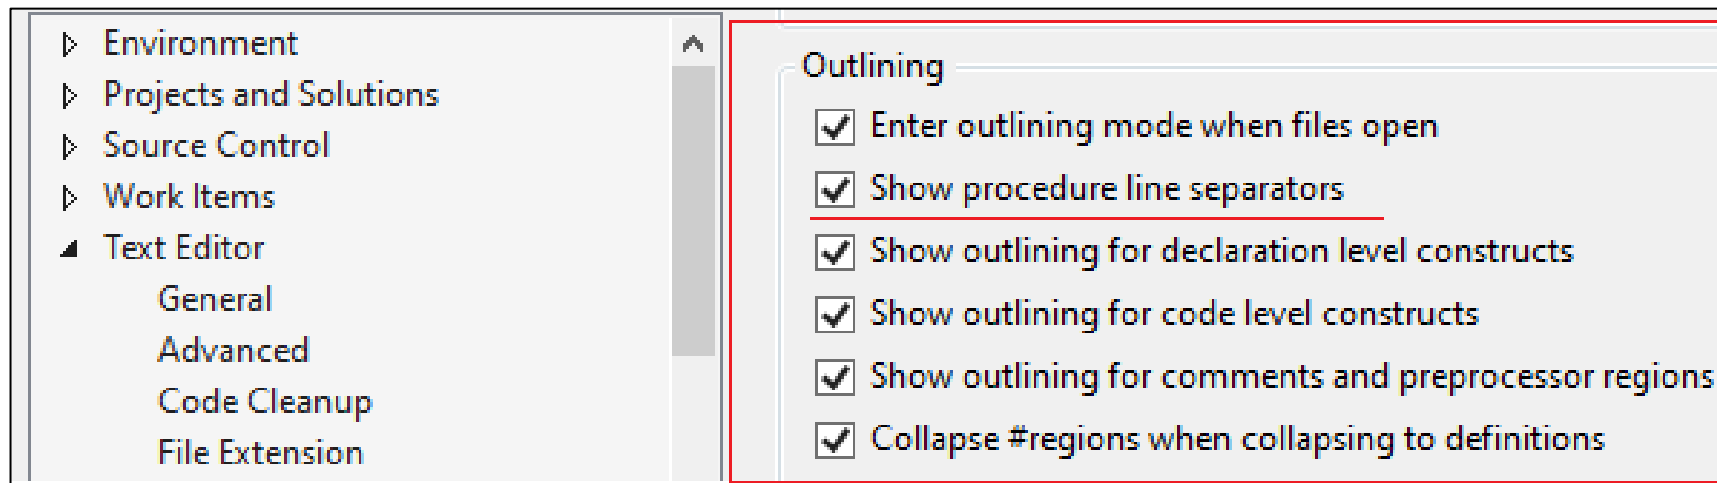 Environment
Projects and Solutions
Source Control
Work Items
Text Editor
General
Advanced
Code Cleanup
File Extension
Outlining
Enter outlining mode when files open
Show procedure line separators
Show outlining for declaration level constructs
Show outlining for code level constructs
Show outlining for comments and preprocessor regions
Collapse #regions when collapsing to definitions